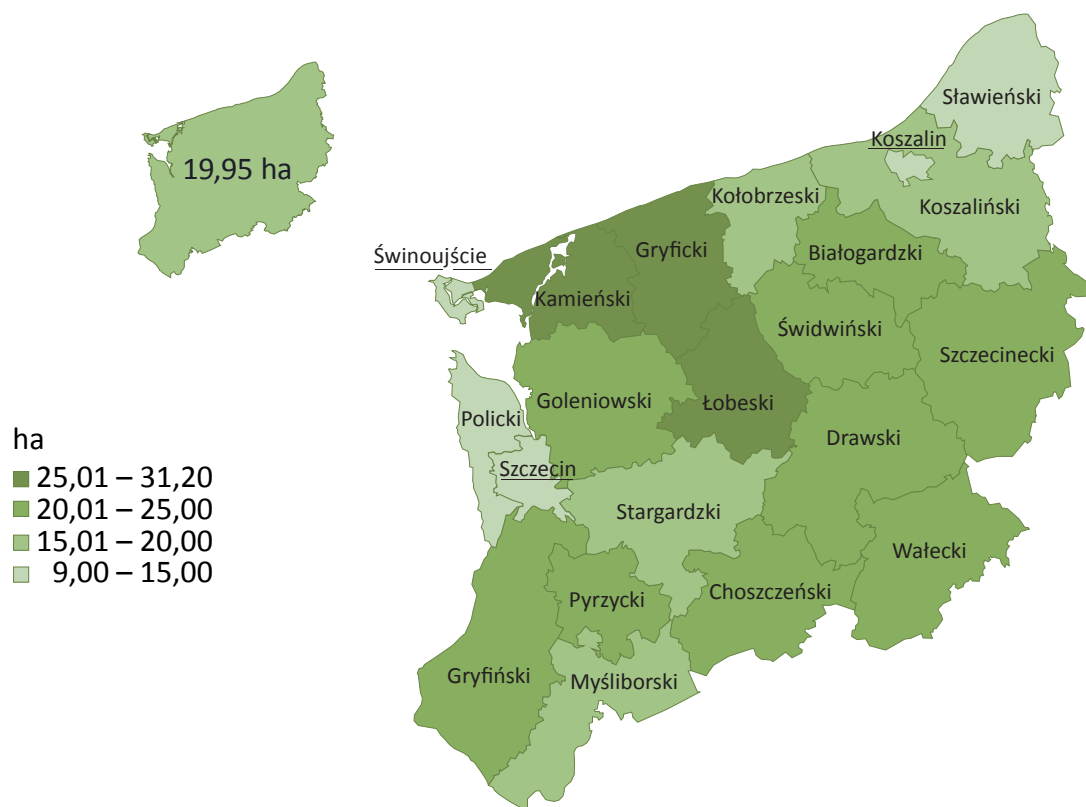 19,95 ha
Sławieński
Koszalin
Kołobrzeski
Koszaliński
Gryficki
Białogardzki
Świnoujście
Kamieński
Świdwiński
Szczecinecki
Goleniowski
Łobeski
Policki
Drawski
ha
Szczecin
25,01 – 31,20
20,01 – 25,00
15,01 – 20,00
9,00 – 15,00
Stargardzki
Wałecki
Pyrzycki
Choszczeński
Gryfiński
Myśliborski